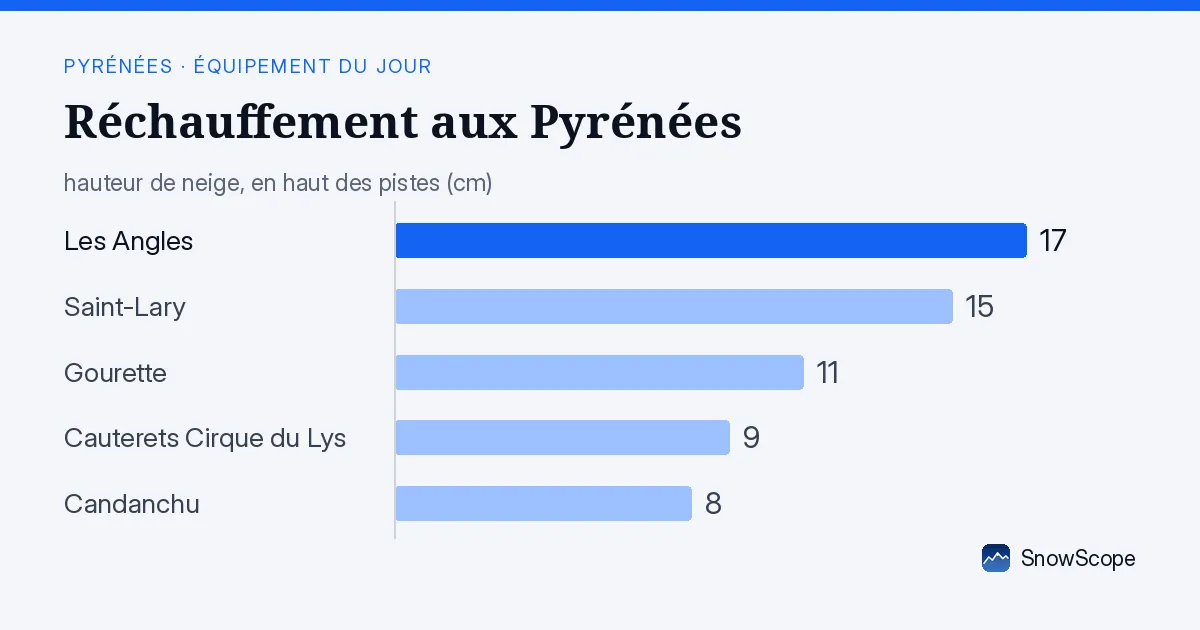 PYRÉNÉES · ÉQUIPEMENT DU JOUR
Réchauffement aux Pyrénées
hauteur de neige, en haut des pistes (cm)
Les Angles 17
Saint-Lary 15
Gourette 11
Cauterets Cirque du Lys 9
Candanchu 8
SnowScope